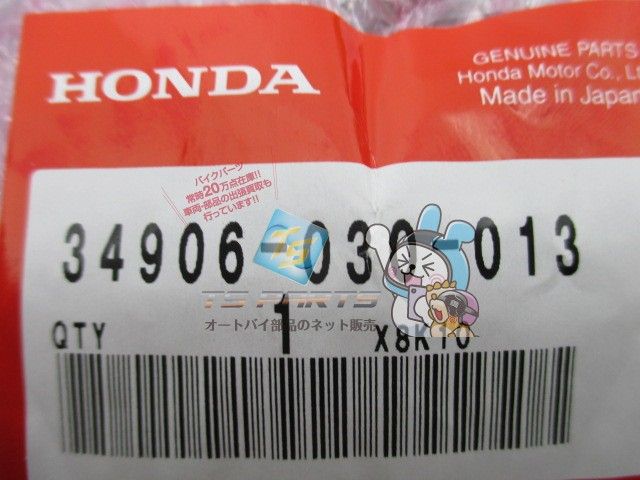 HONDA
GENUINE PARTS
Honda Motor Co., Lt
Made in Japan
バイクパーツ
常時20万点在庫!!
車両・部品の出張買取も
行っています!!
34906-030-013
TS
TS PARTS
オートバイ部品のネット販売
QTY 1 X8K10